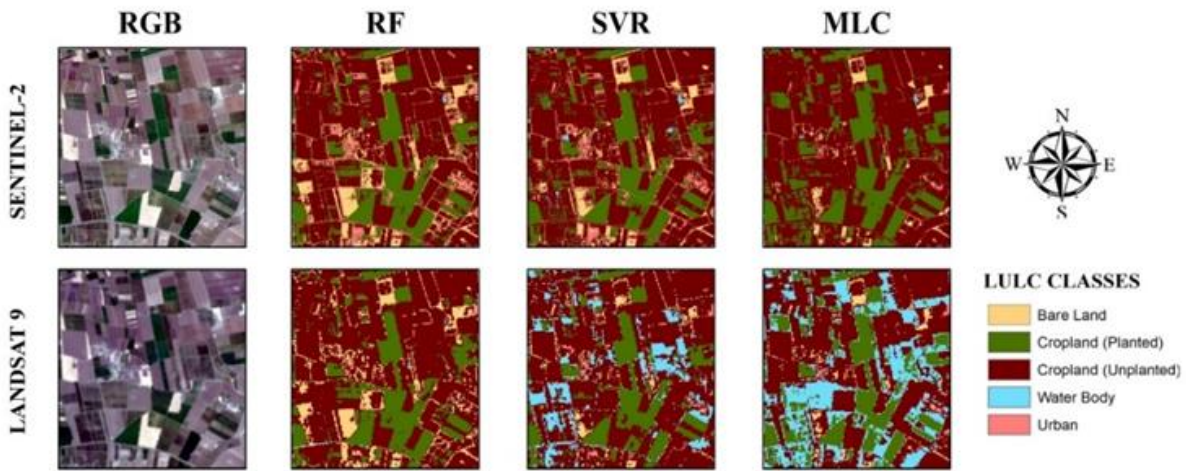 RGB RF SVR MLC
SENTINEL-2
N
W E
S
LANDSAT 9
LULC CLASSES
Bare Land
Cropland (Planted)
Cropland (Unplanted)
Water Body
Urban